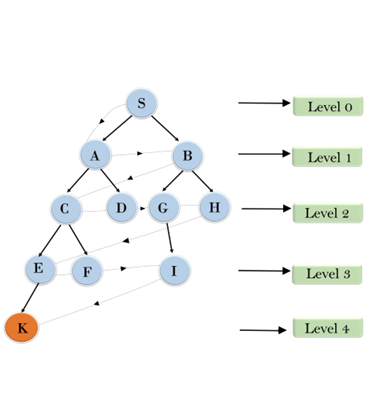 S
Level 0
A B
Level 1
C D G H
Level 2
E F I
Level 3
K
Level 4